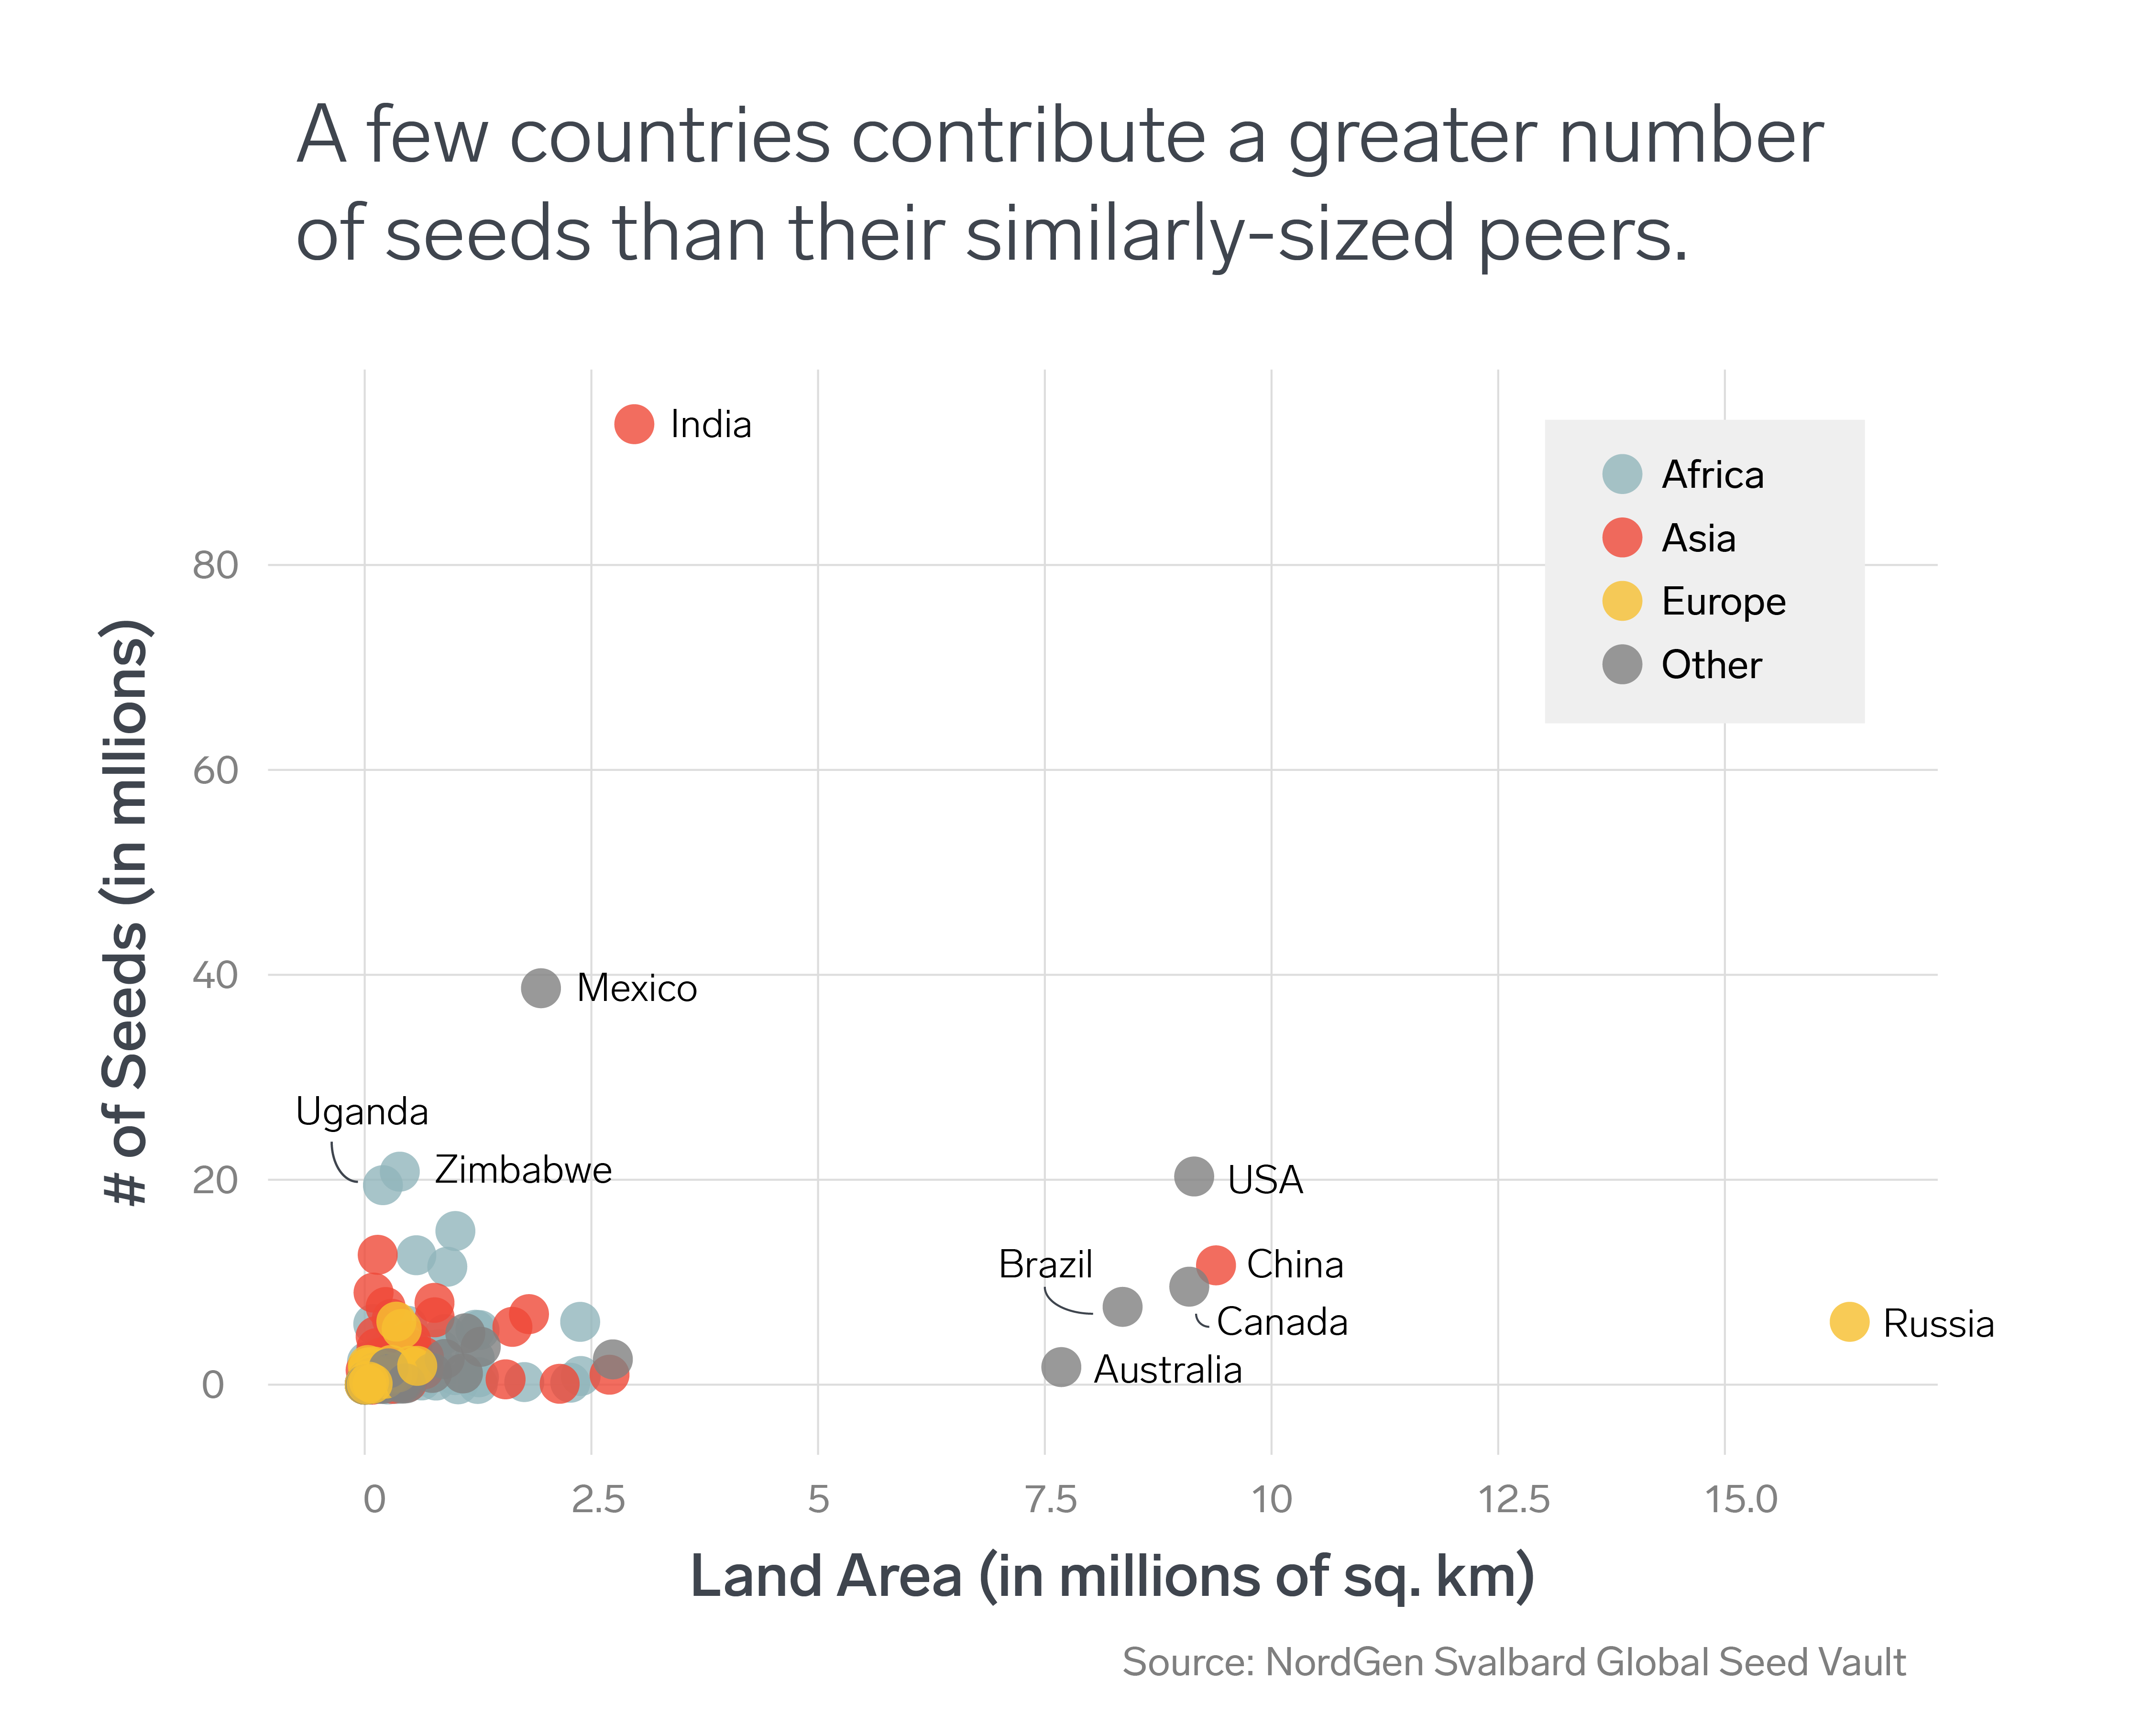 A few countries contribute a greater number
of seeds than their similarly-sized peers.
India
Africa
Asia
Europe
Other
80
60
40
20
0
# of Seeds (in mllions)
Mexico
Uganda
Zimbabwe
USA
Brazil
China
Canada
Russia
Australia
0
2.5
5
7.5
10
12.5
15.0
Land Area (in millions of sq. km)
Source: NordGen Svalbard Global Seed Vault